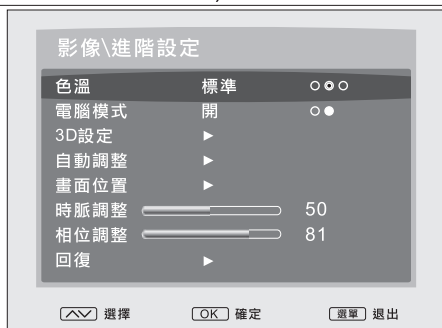 影像\進階設定
色溫 標準
電腦模式 開
3D設定
自動調整
畫面位置
時脈調整 50
相位調整 81
回復
選擇 OK 確定 選單 退出